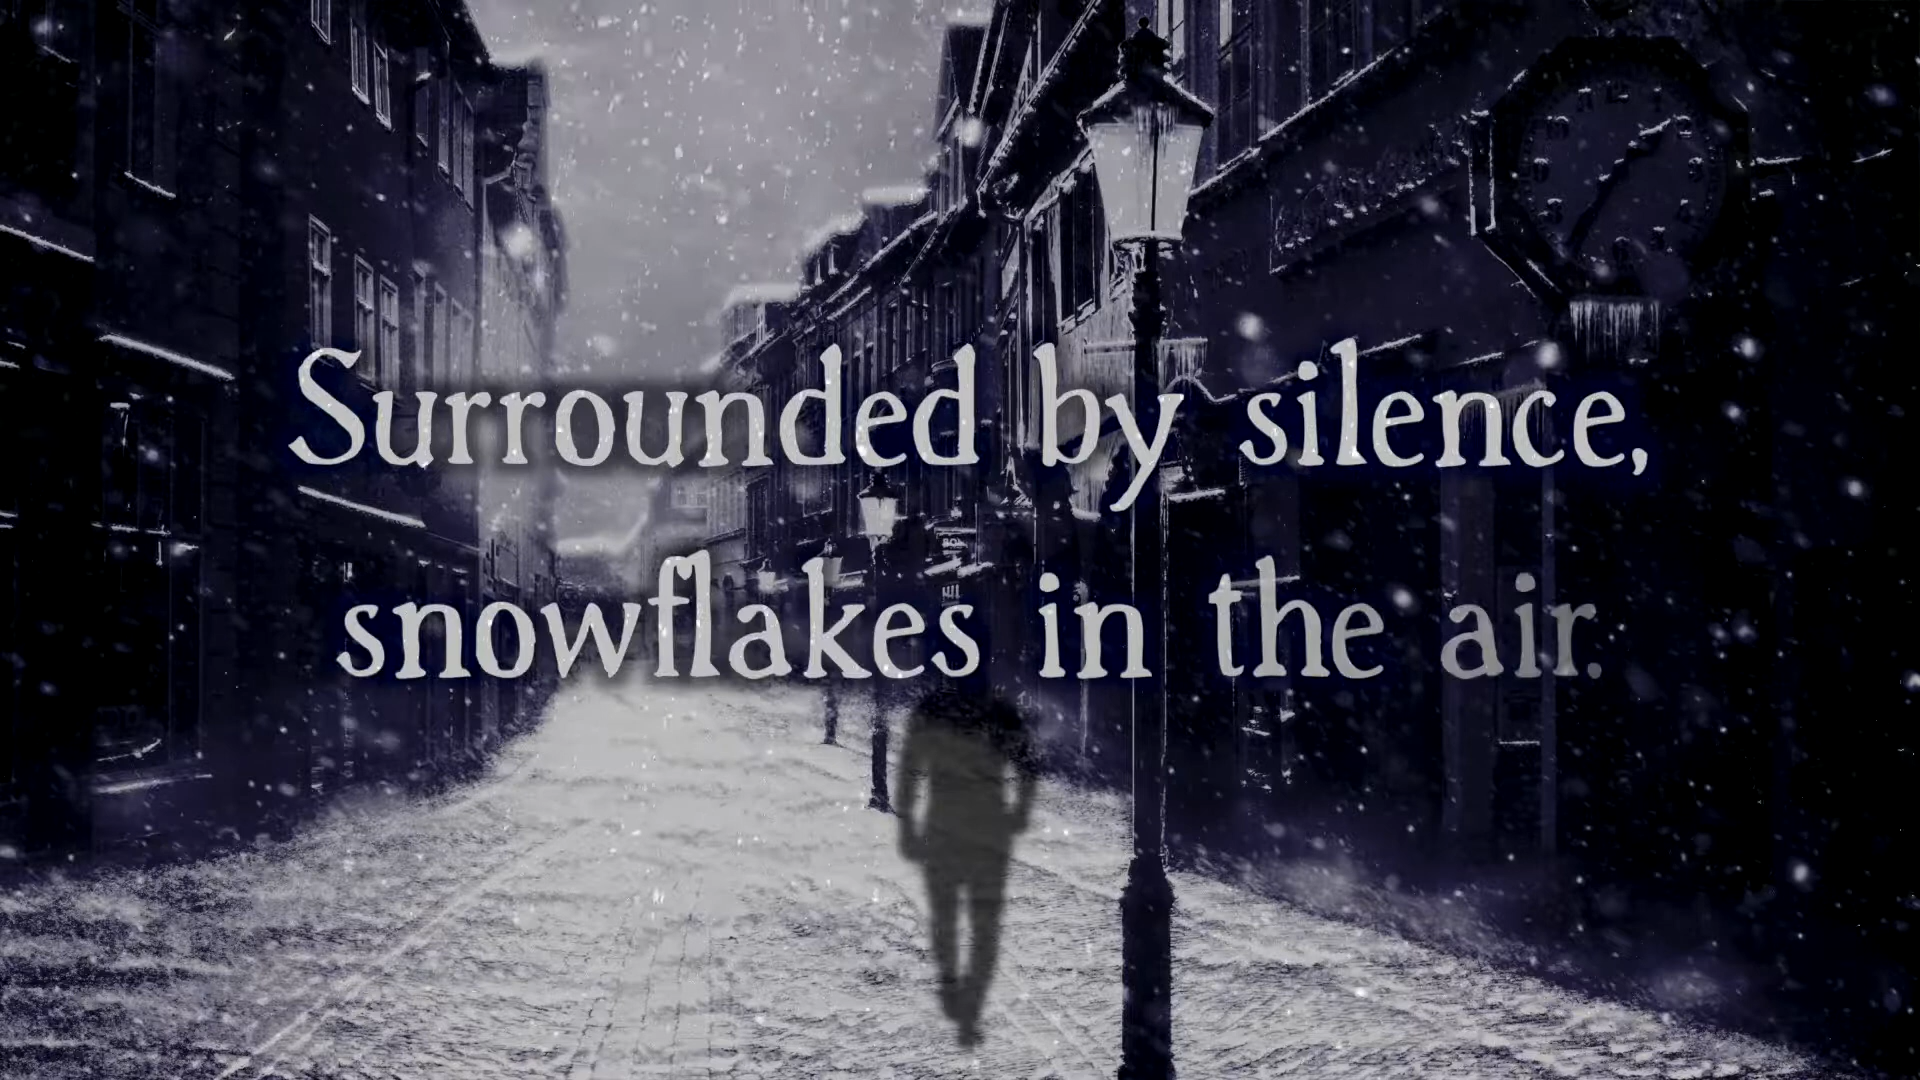 Surrounded by silence,
snowflakes in the air.